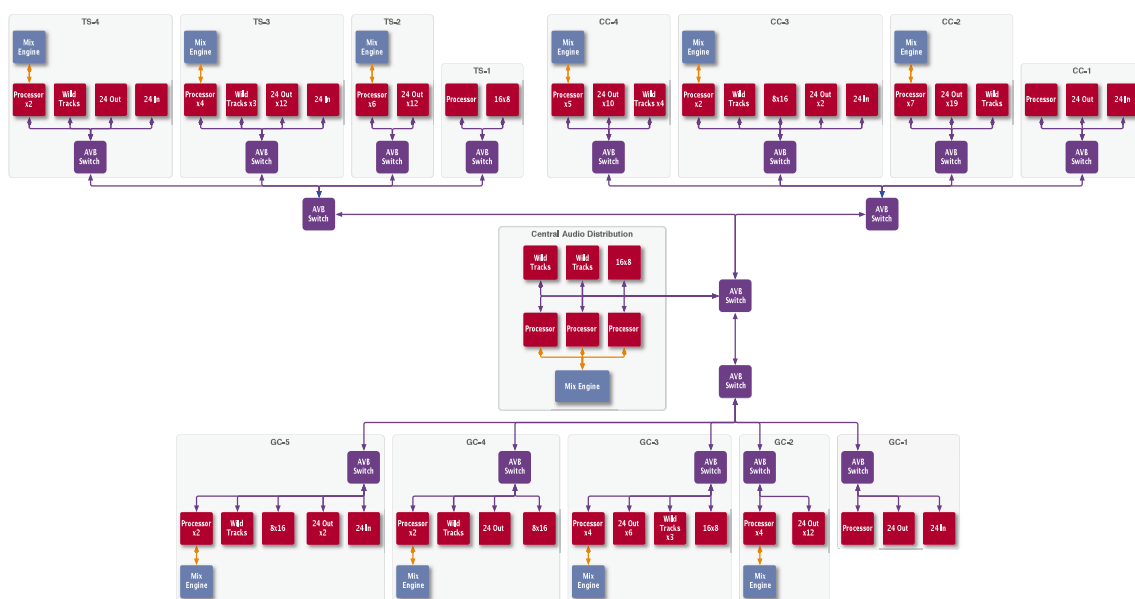 TS-4
TS-3
TS-2
CC-4
CC-3
CC-2
Mix
Engine
Mix
Engine
Mix
Engine
Mix
Engine
Mix
Engine
Mix
Engine
TS-1
CC-1
Processor
x2
Wild
Tracks
24 Out
24 In
Processor
x4
Wild
Tracks x3
24 Out
x12
24 In
Processor
x6
24 Out
x12
Processor
16x8
Processor
x5
24 Out
x10
Wild
Tracks x4
Processor
x2
Wild
Tracks
8x16
24 Out
x2
24 In
Processor
x7
24 Out
x19
Wild
Tracks
Processor
24 Out
24 In
AVB
Switch
AVB
Switch
AVB
Switch
AVB
Switch
AVB
Switch
AVB
Switch
AVB
Switch
AVB
Switch
AVB
Switch
AVB
Switch
Central Audio Distribution
Wild
Tracks
Wild
Tracks
16x8
AVB
Switch
Processor
Processor
Processor
Mix Engine
AVB
Switch
GC-5
GC-4
GC-3
GC-2
GC-1
AVB
Switch
AVB
Switch
AVB
Switch
AVB
Switch
AVB
Switch
Processor
x2
Wild
Tracks
8x16
24 Out
x2
24 In
Processor
x2
Wild
Tracks
24 Out
8x16
Processor
x4
24 Out
x6
Wild
Tracks
x3
16x8
Processor
x4
24 Out
x12
Processor
24 Out
24 In
Mix
Engine
Mix
Engine
Mix
Engine
Mix
Engine